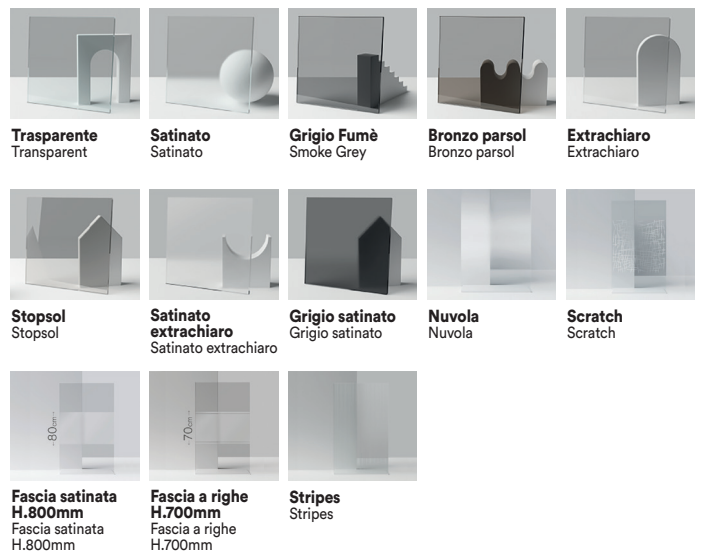 Trasparente
Transparent
Satinato
Satinato
Grigio Fumè
Smoke Grey
Bronzo parsol
Bronzo parsol
Extrachiaro
Extrachiaro
Stopsol
Stopsol
Satinato
extrachiaro
Satinato extrachiaro
Grigio satinato
Grigio satinato
Nuvola
Nuvola
Scratch
Scratch
-80cm-
Fascia satinata
H.800mm
Fascia satinata
H.800mm
-70cm-
Fascia a righe
H.700mm
Fascia a righe
H.700mm
Stripes
Stripes